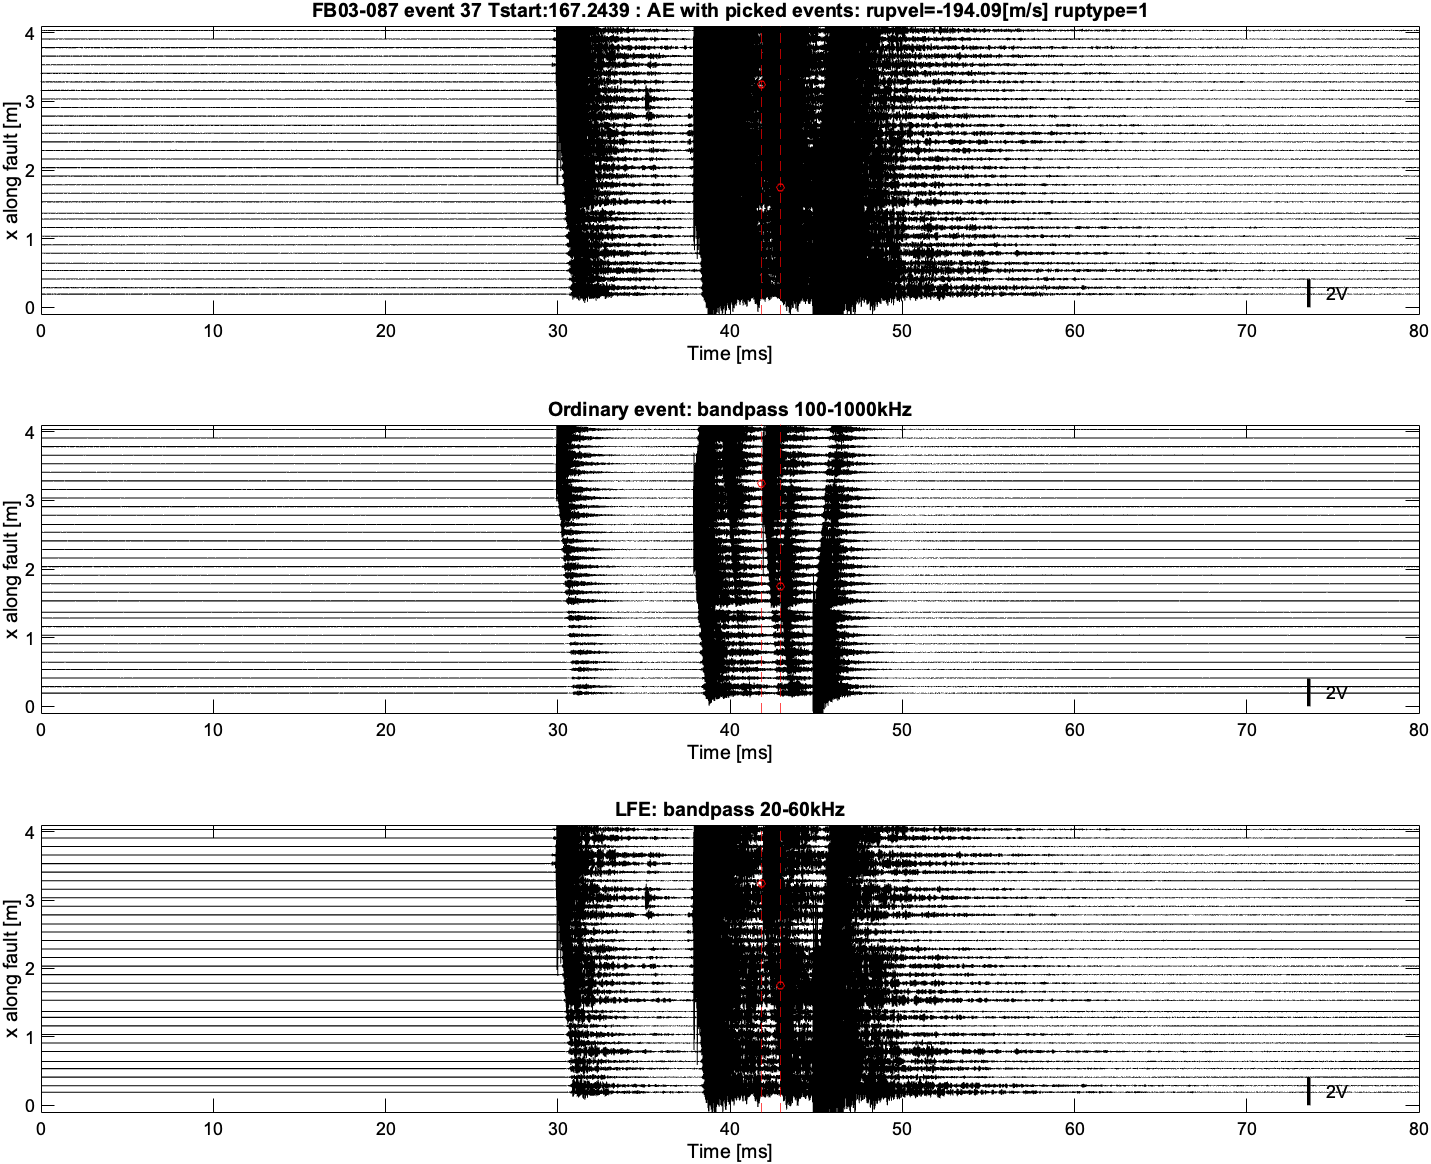 FB03-087 event 37 Tstart:167.2439 : AE with picked events: rupvel=-194.09[m/s] ruptype=1
4
3
2
1
0
x along fault [m]
2V
0 10 20 30 40 50 60 70 80
Time [ms]
Ordinary event: bandpass 100-1000kHz
4
3
2
1
0
x along fault [m]
2V
0 10 20 30 40 50 60 70 80
Time [ms]
LFE: bandpass 20-60kHz
4
3
2
1
0
x along fault [m]
2V
0 10 20 30 40 50 60 70 80
Time [ms]